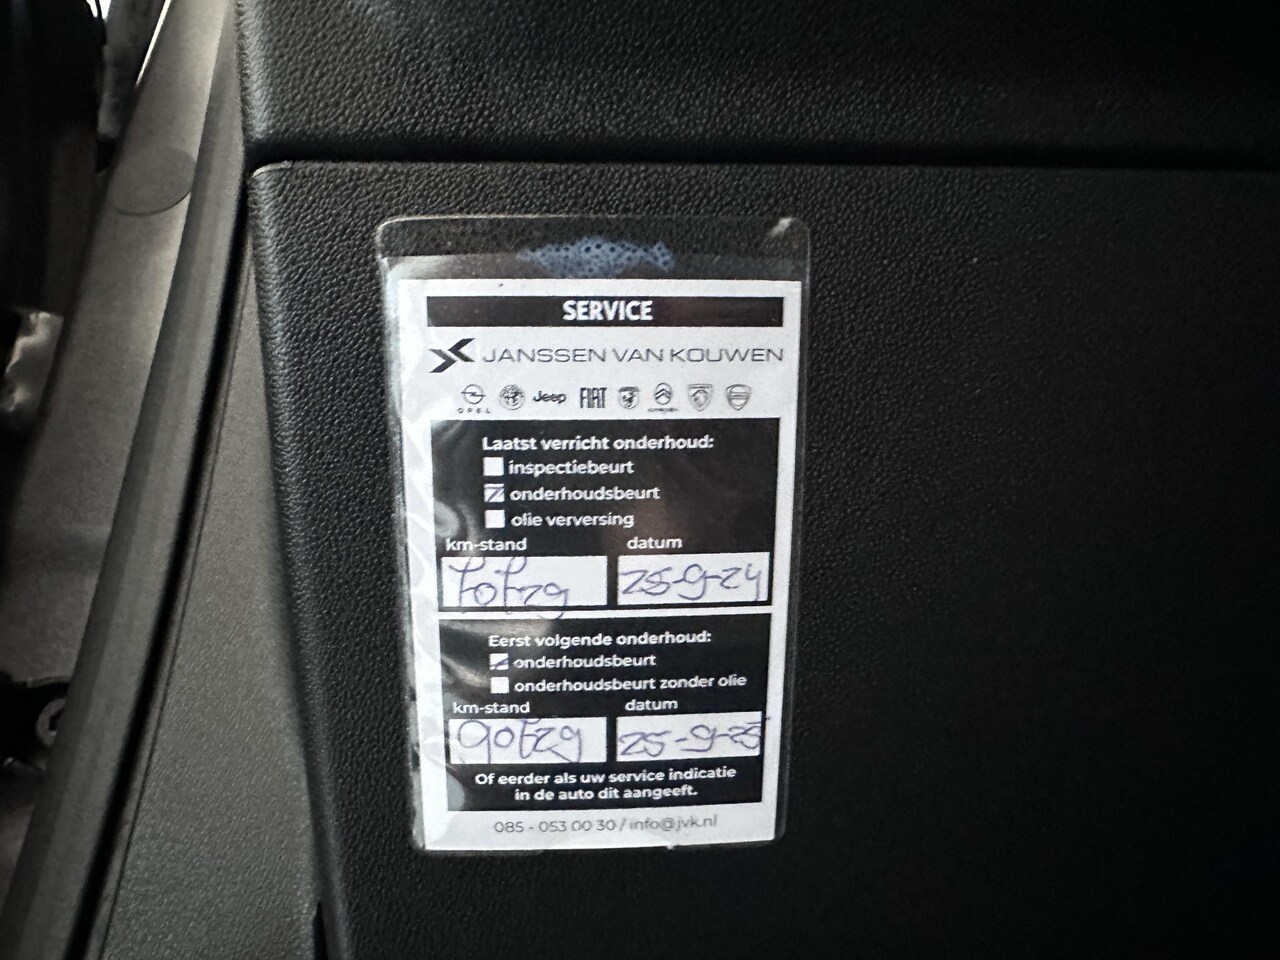 SERVICE
JANSSEN VAN KOUWEN
OPEL Jeep FIAT CITROËN
Laatst verricht onderhoud:
inspectiebeurt
onderhoudsbeurt
olie verversing
km-stand datum
25-9-24
Eerst volgende onderhoud:
onderhoudsbeurt
onderhoudsbeurt zonder olie
km-stand datum
25-9-25
Of eerder als uw service indicatie
in de auto dit aangeeft.
085 - 053 00 30 / info@jvk.nl